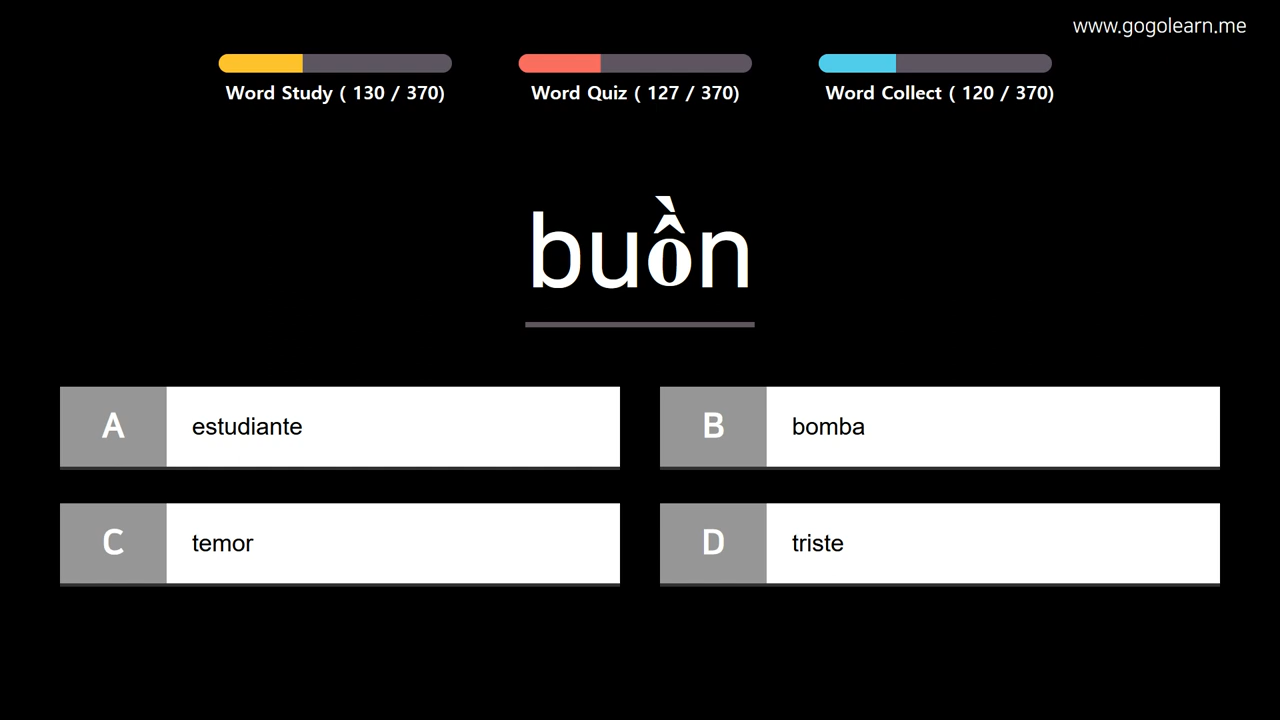 www.gogolearn.me
Word Study ( 130 / 370)
Word Quiz ( 127 / 370)
Word Collect ( 120 / 370)
buồn
A estudiante
B bomba
C temor
D triste